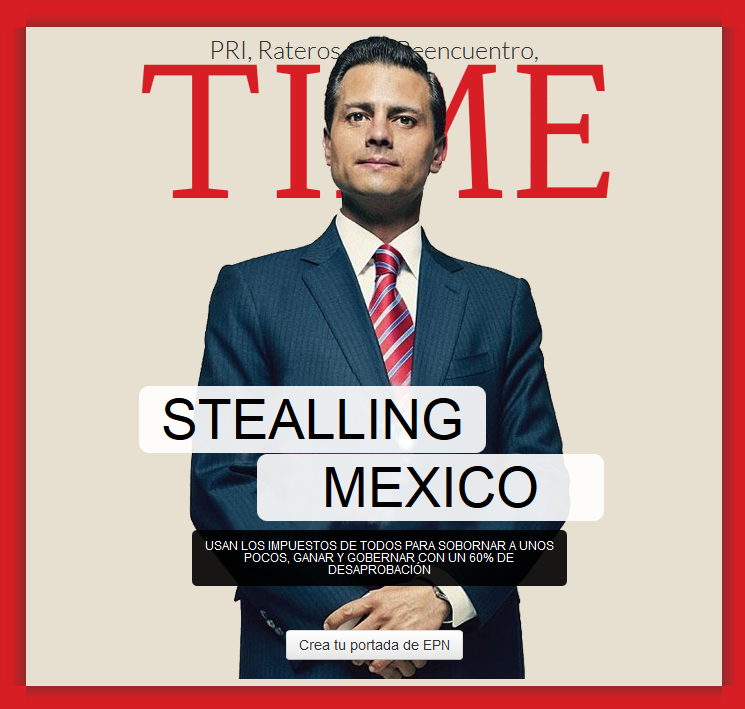 PRI, Rateros Reencuentro,
TIME
STEALLING
MEXICO
USAN LOS IMPUESTOS DE TODOS PARA SOBORNAR A UNOS
POCOS, GANAR Y GOBERNAR CON UN 60% DE
DESAPROBACIÓN
Crea tu portada de EPN